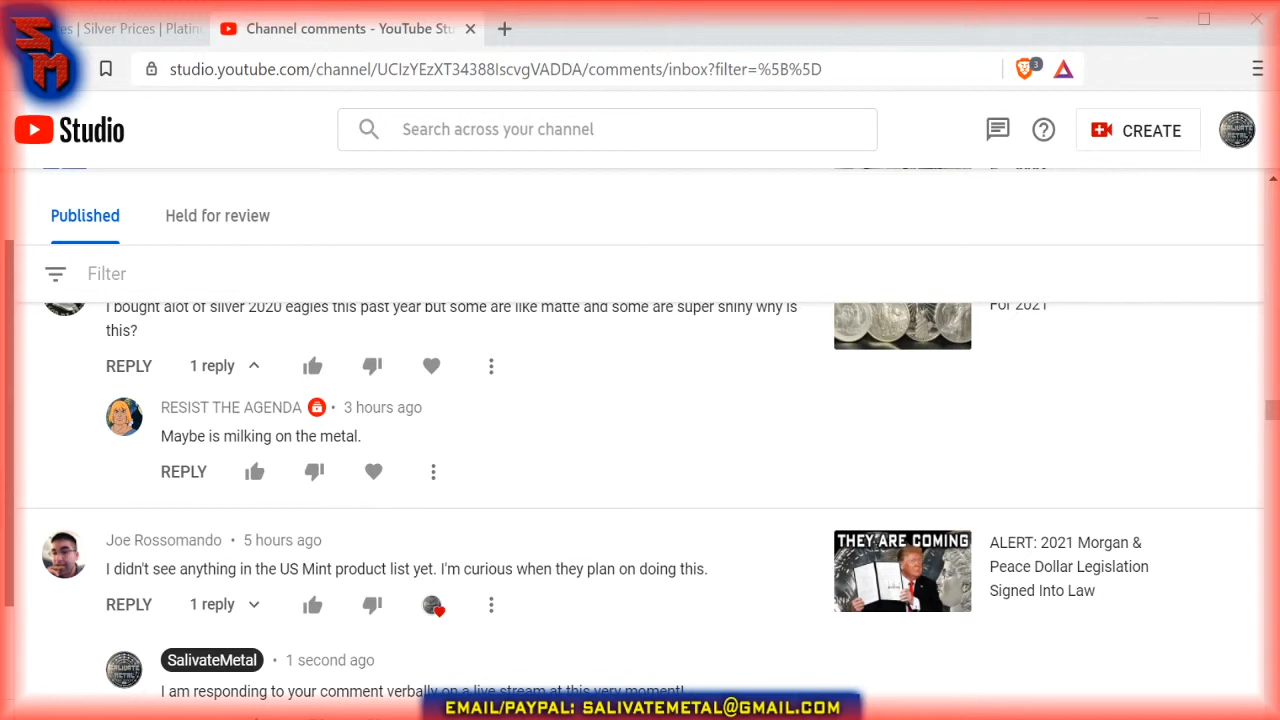 SM
es | Silver Prices | Platin
Channel comments - YouTube Stu
studio.youtube.com/channel/UCIzYEzXT34388IscvgVADDA/comments/inbox?filter=%5B%5D
3
Studio
Search across your channel
CREATE
Published
Held for review
Filter
I bought alot of silver 2020 eagles this past year but some are like matte and some are super shiny why is
this?
For 2021
REPLY 1 reply
RESIST THE AGENDA • 3 hours ago
Maybe is milking on the metal.
REPLY
Joe Rossomando • 5 hours ago
I didn't see anything in the US Mint product list yet. I'm curious when they plan on doing this.
REPLY 1 reply
THEY ARE COMING
ALERT: 2021 Morgan &
Peace Dollar Legislation
Signed Into Law
SalivateMetal • 1 second ago
I am responding to your comment verbally on a live stream at this very moment!
EMAIL/PAYPAL: SALIVATEMETAL@GMAIL.COM